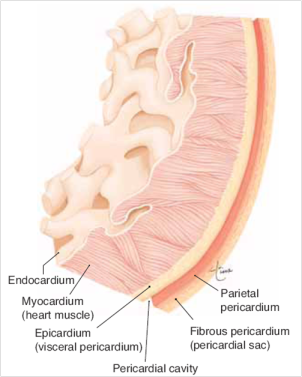 Endocardium
Myocardium
(heart muscle)
Epicardium
(visceral pericardium)
Pericardial cavity
Parietal
pericardium
Fibrous pericardium
(pericardial sac)